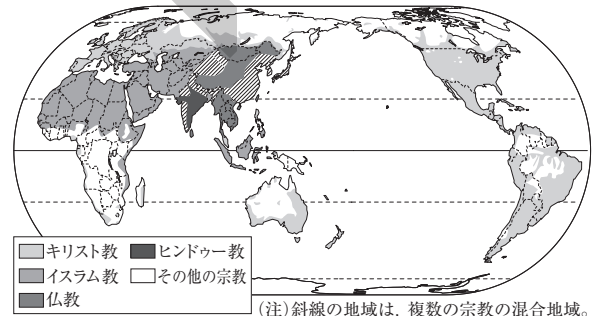 キリスト教 ヒンドゥー教
イスラム教 その他の宗教
仏教
(注)斜線の地域は,複数の宗教の混合地域。